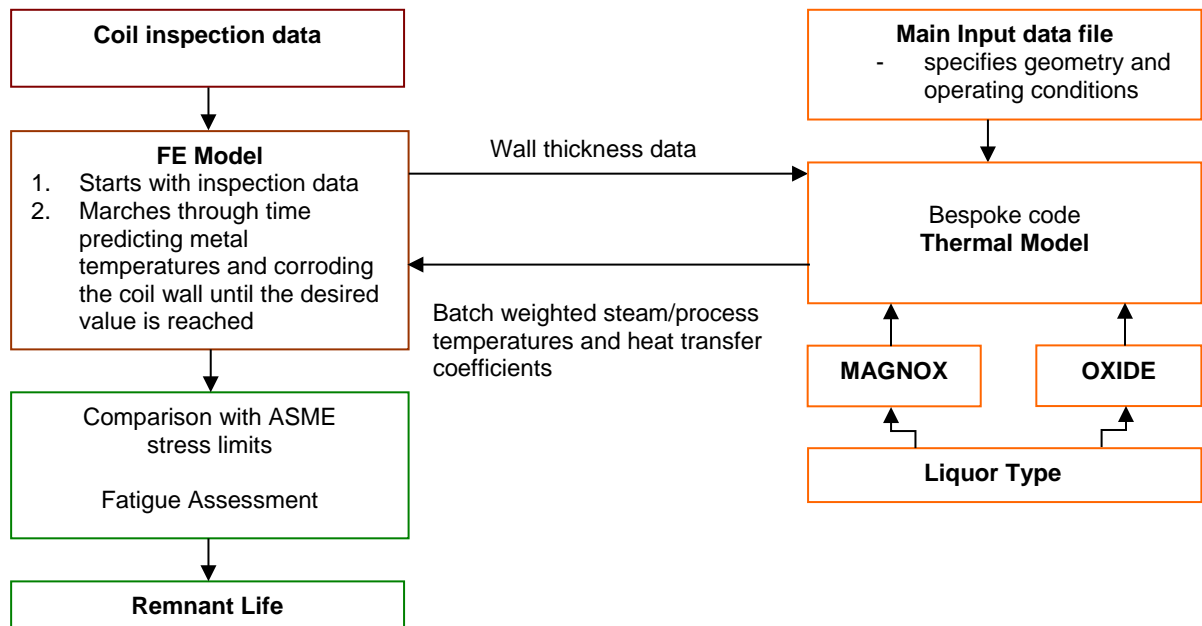 Coil inspection data
Main Input data file
- specifies geometry and
operating conditions
FE Model
1. Starts with inspection data
2. Marches through time
predicting metal
temperatures and corroding
the coil wall until the desired
value is reached
Wall thickness data
Bespoke code
Thermal Model
Batch weighted steam/process
temperatures and heat transfer
coefficients
MAGNOX
OXIDE
Liquor Type
Comparison with ASME
stress limits
Fatigue Assessment
Remnant Life